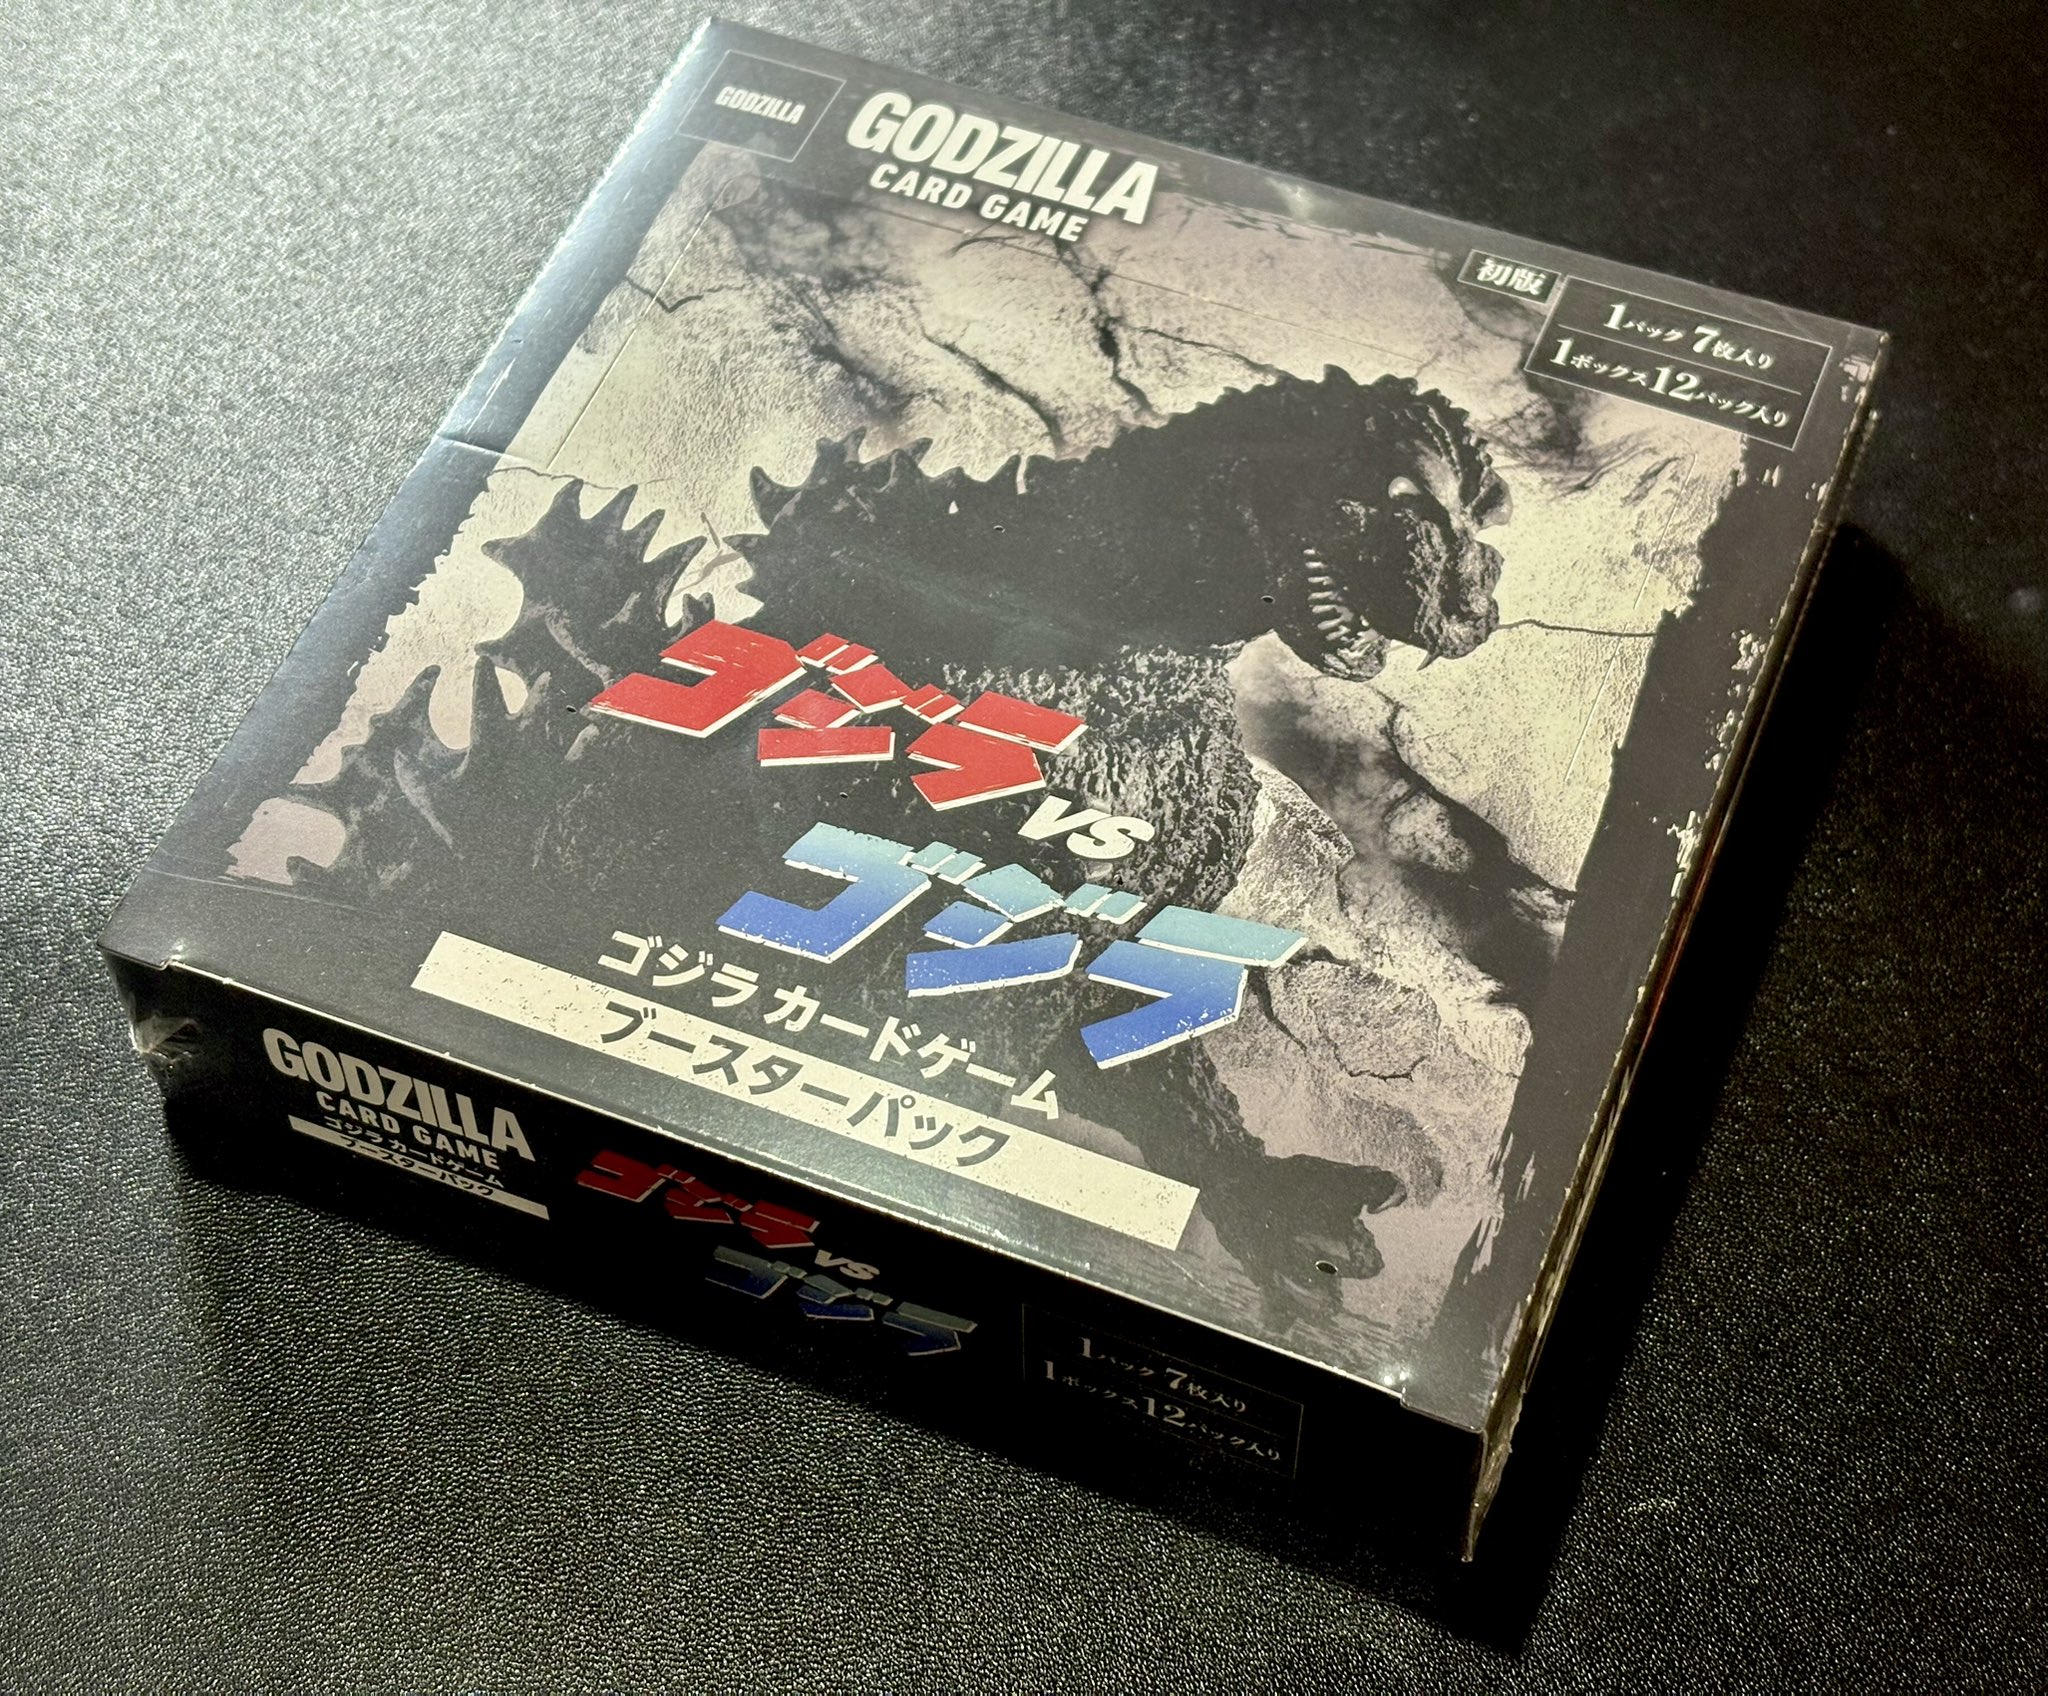 GODZILLA
GODZILLA
CARD GAME
初版
1パック 7枚入り
1ボックス12パック入り
ゴジラ
vs
ゴジラ
ゴジラ カードゲーム
ブースターパック
GODZILLA
CARD GAME
ゴジラ カードゲーム
ブースターパック
ゴジラ
vs
ゴジラ
1パック 7枚入り
1ボックス12パック入り